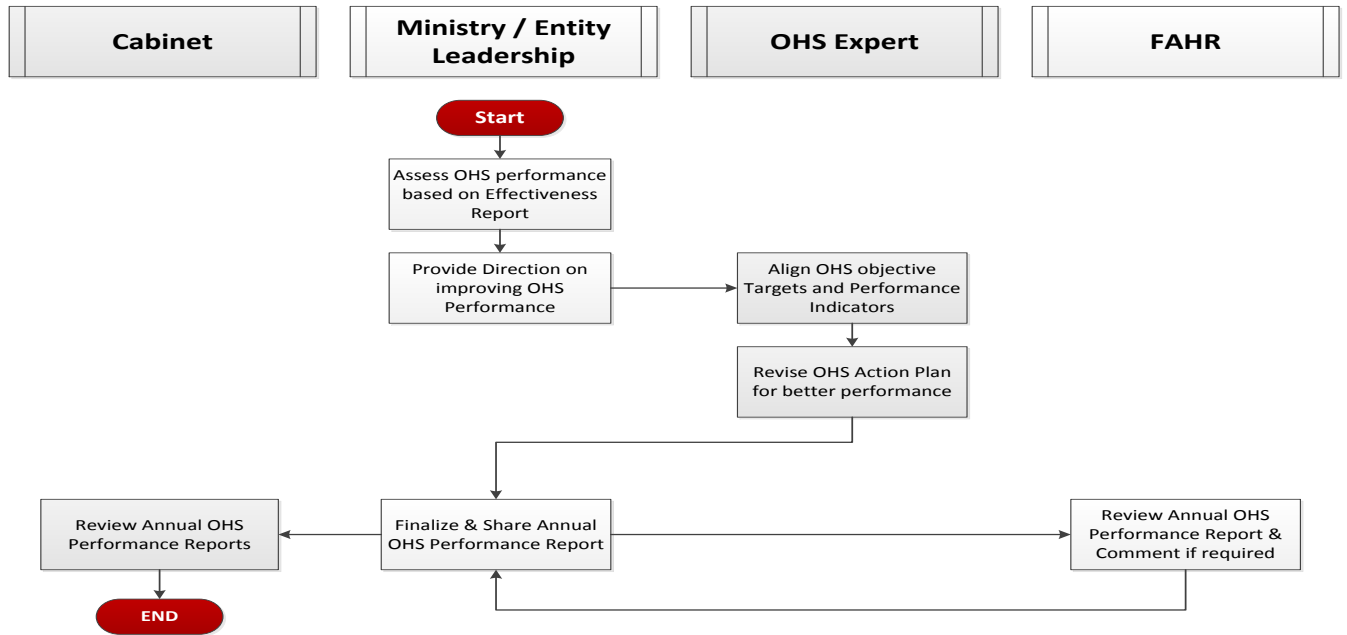 Cabinet
Ministry / Entity
Leadership
OHS Expert
FAHR
Start
Assess OHS performance
based on Effectiveness
Report
Provide Direction on
improving OHS
Performance
Align OHS objective
Targets and Performance
Indicators
Revise OHS Action Plan
for better performance
Review Annual OHS
Performance Reports
Finalize & Share Annual
OHS Performance Report
Review Annual OHS
Performance Report &
Comment if required
END